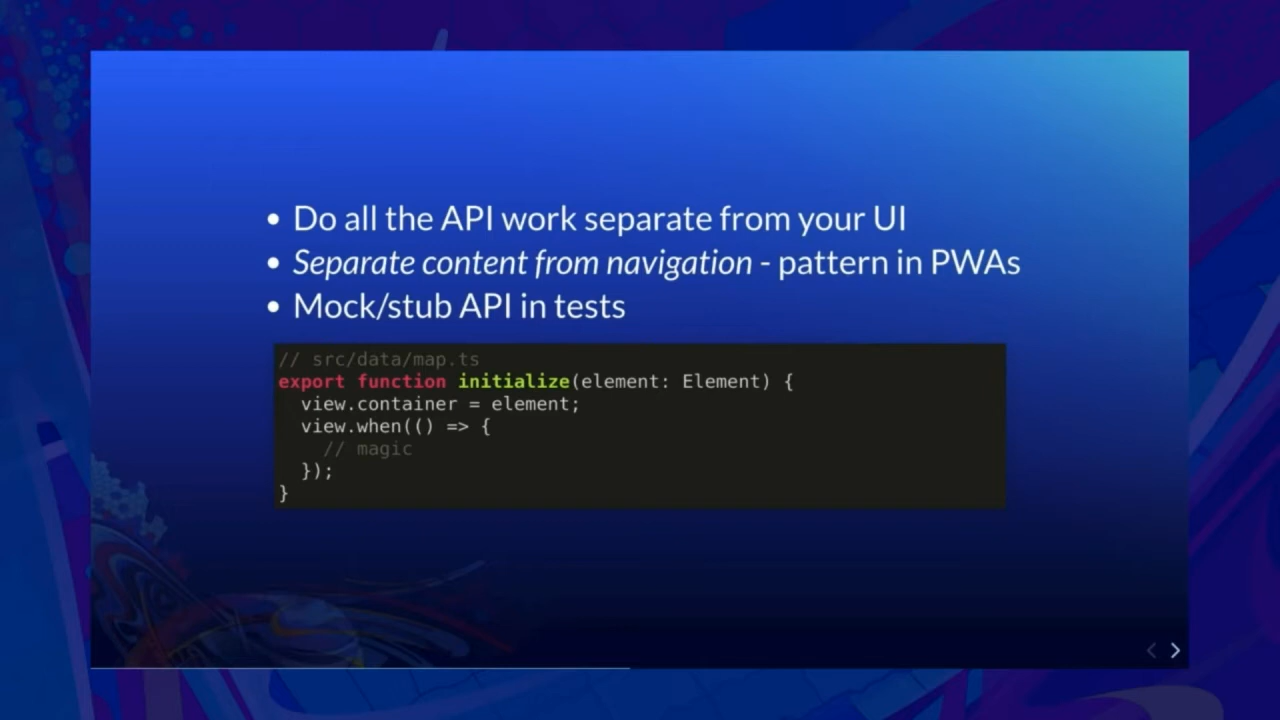 Do all the API work separate from your UI
Separate content from navigation - pattern in PWAs
Mock/stub API in tests
// src/data/map.ts
export function initialize(element: Element) {
  view.container = element;
  view.when(() => {
    // magic
  });
}